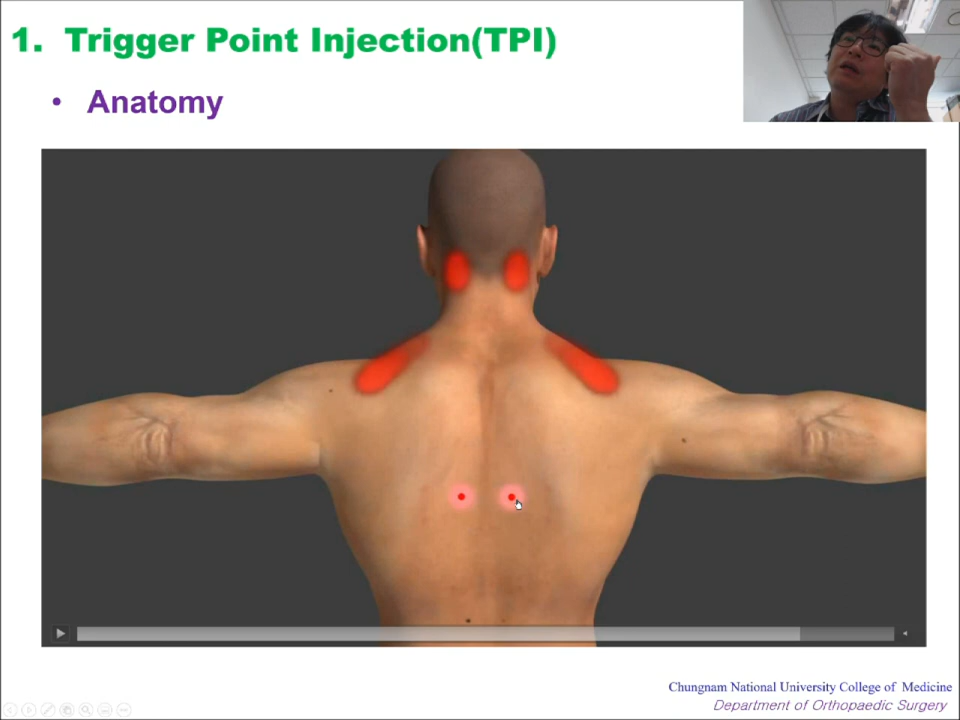 1. Trigger Point Injection(TPI)
• Anatomy
Chungnam National University College of Medicine
Department of Orthopaedic Surgery